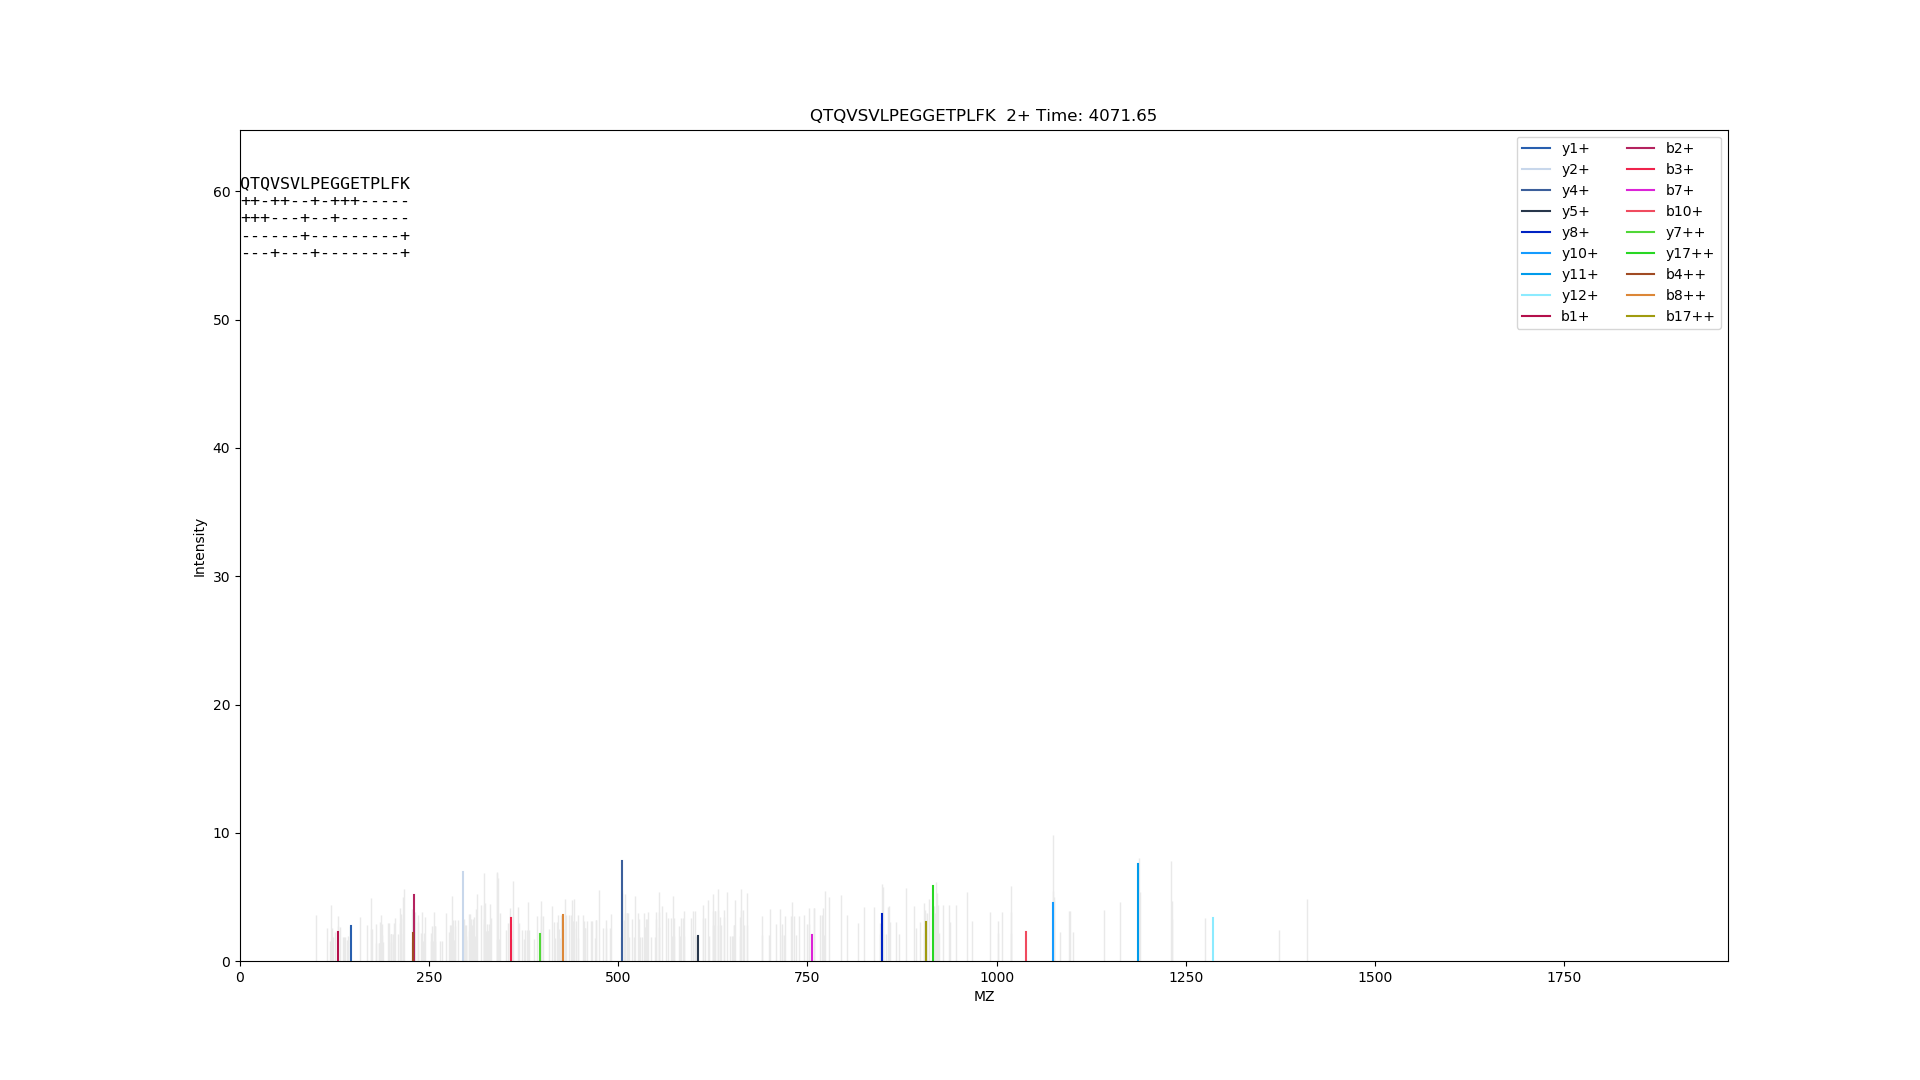 QTQVSVLPEGGETPLFK  2+ Time: 4071.65
QTQVSVLPEGGETPLFK
++-++--+-+++-----
+++---+--+-------
------+---------+
---+---+--------+
y1+
y2+
y4+
y5+
y8+
y10+
y11+
y12+
b1+
b2+
b3+
b7+
b10+
y7++
y17++
b4++
b8++
b17++
60
50
40
30
20
10
0
Intensity
0 250 500 750 1000 1250 1500 1750
MZ